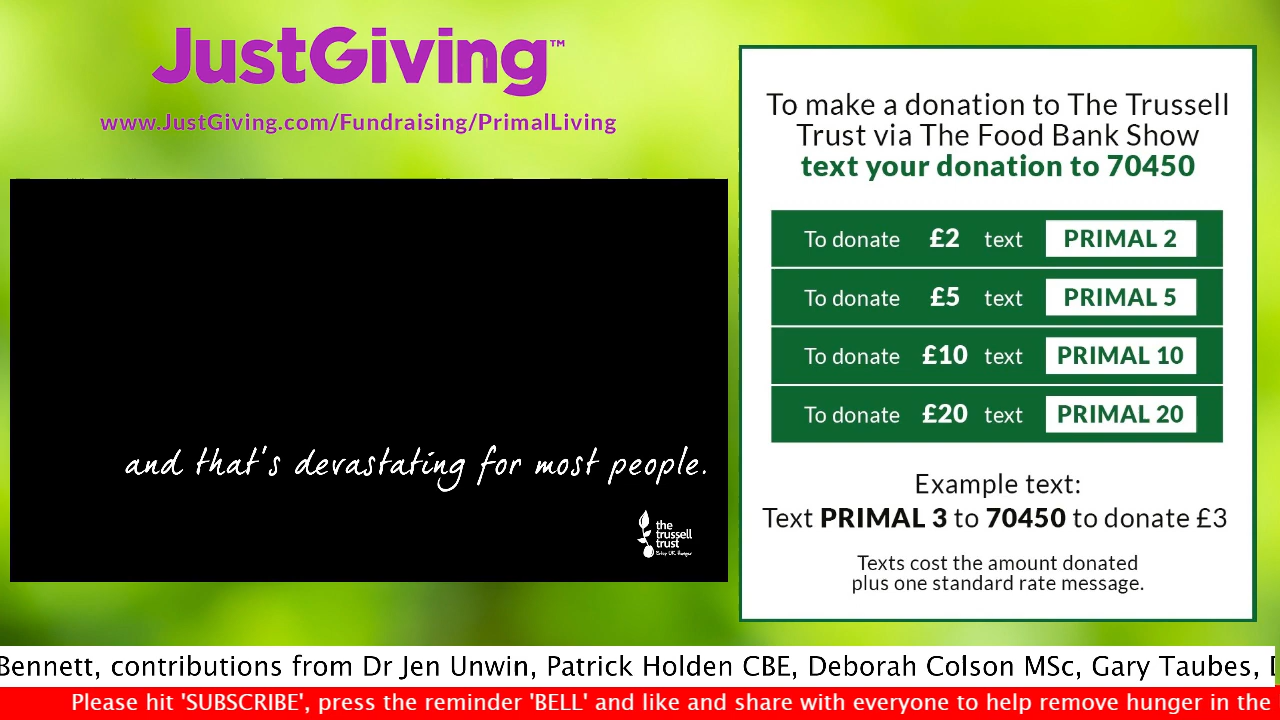 JustGiving™
www.JustGiving.com/Fundraising/PrimalLiving
and that's devastating for most people.
the
trussell
trust
Stop UK Hunger
To make a donation to The Trussell
Trust via The Food Bank Show
text your donation to 70450
To donate £2 text PRIMAL 2
To donate £5 text PRIMAL 5
To donate £10 text PRIMAL 10
To donate £20 text PRIMAL 20
Example text:
Text PRIMAL 3 to 70450 to donate £3
Texts cost the amount donated
plus one standard rate message.
Bennett, contributions from Dr Jen Unwin, Patrick Holden CBE, Deborah Colson MSc, Gary Taubes,
Please hit 'SUBSCRIBE', press the reminder 'BELL' and like and share with everyone to help remove hunger in the